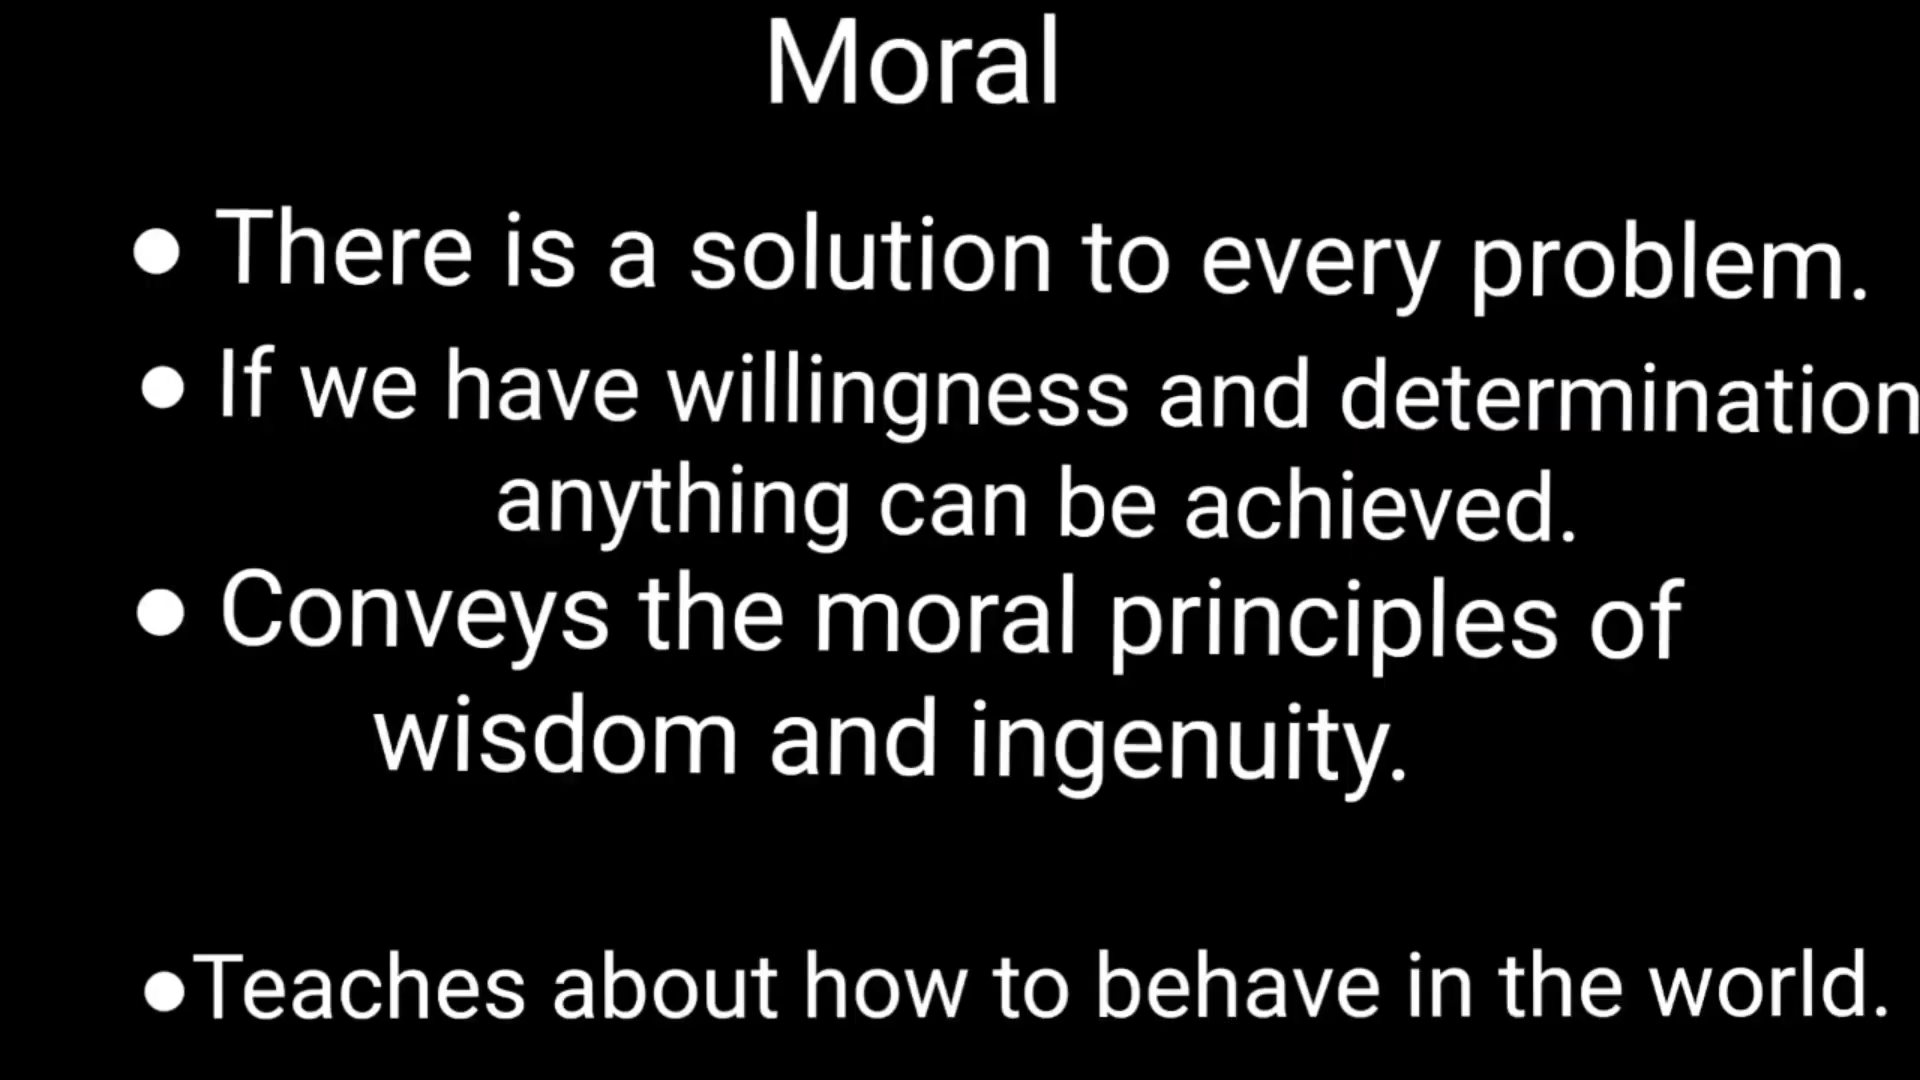 Moral
● There is a solution to every problem.
● If we have willingness and determination
anything can be achieved.
● Conveys the moral principles of
wisdom and ingenuity.
●Teaches about how to behave in the world.